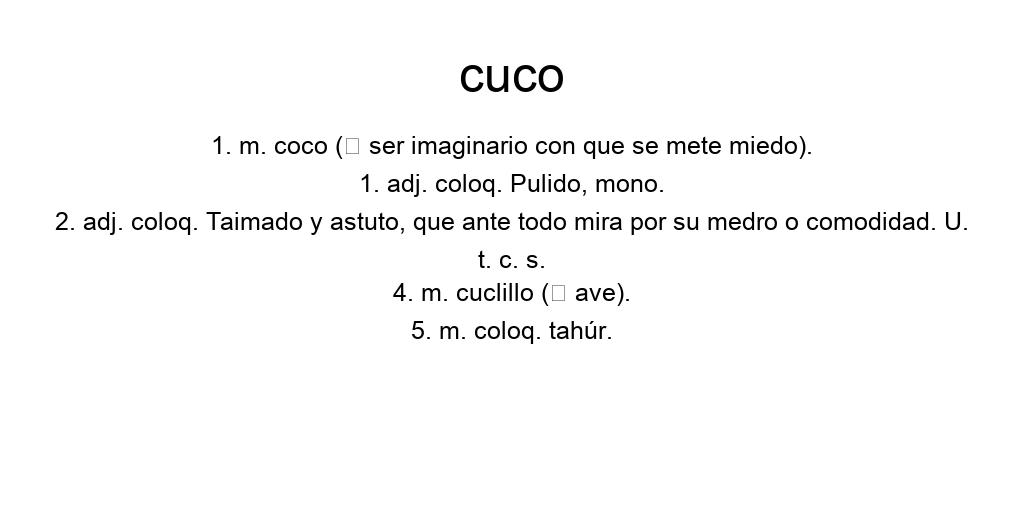 cuco
1. m. coco (□ ser imaginario con que se mete miedo).
1. adj. coloq. Pulido, mono.
2. adj. coloq. Taimado y astuto, que ante todo mira por su medro o comodidad. U.
t. c. s.
4. m. cuclillo (□ ave).
5. m. coloq. tahúr.